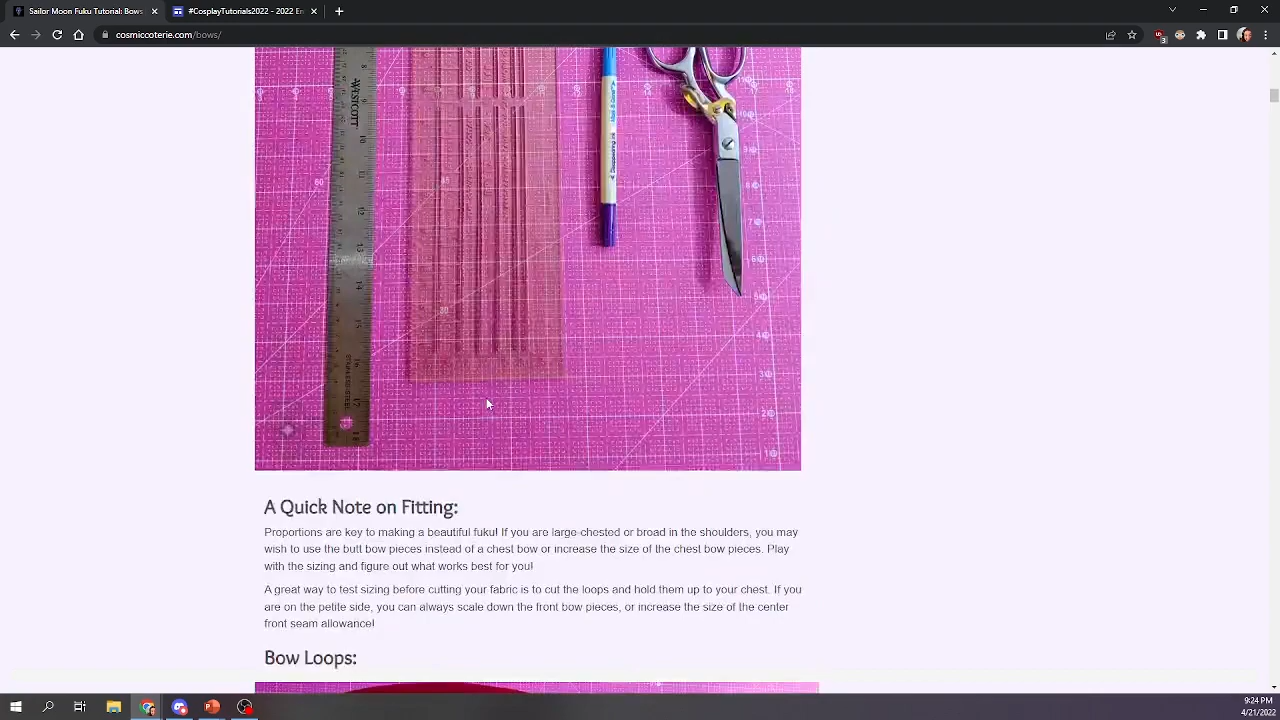 Sailor Moon Fuku Tutorial: Bows
#CosplayTutorials2022 - 2022 En
cosmicoterie.com/bows/
WESTCOTT
A Quick Note on Fitting:
Proportions are key to making a beautiful fuku! If you are large-chested or broad in the shoulders, you may
wish to use the butt bow pieces instead of a chest bow or increase the size of the chest bow pieces. Play
with the sizing and figure out what works best for you!
A great way to test sizing before cutting your fabric is to cut the loops and hold them up to your chest. If you
are on the petite side, you can always scale down the front bow pieces, or increase the size of the center
front seam allowance!
Bow Loops:
9:24 PM
4/21/2022